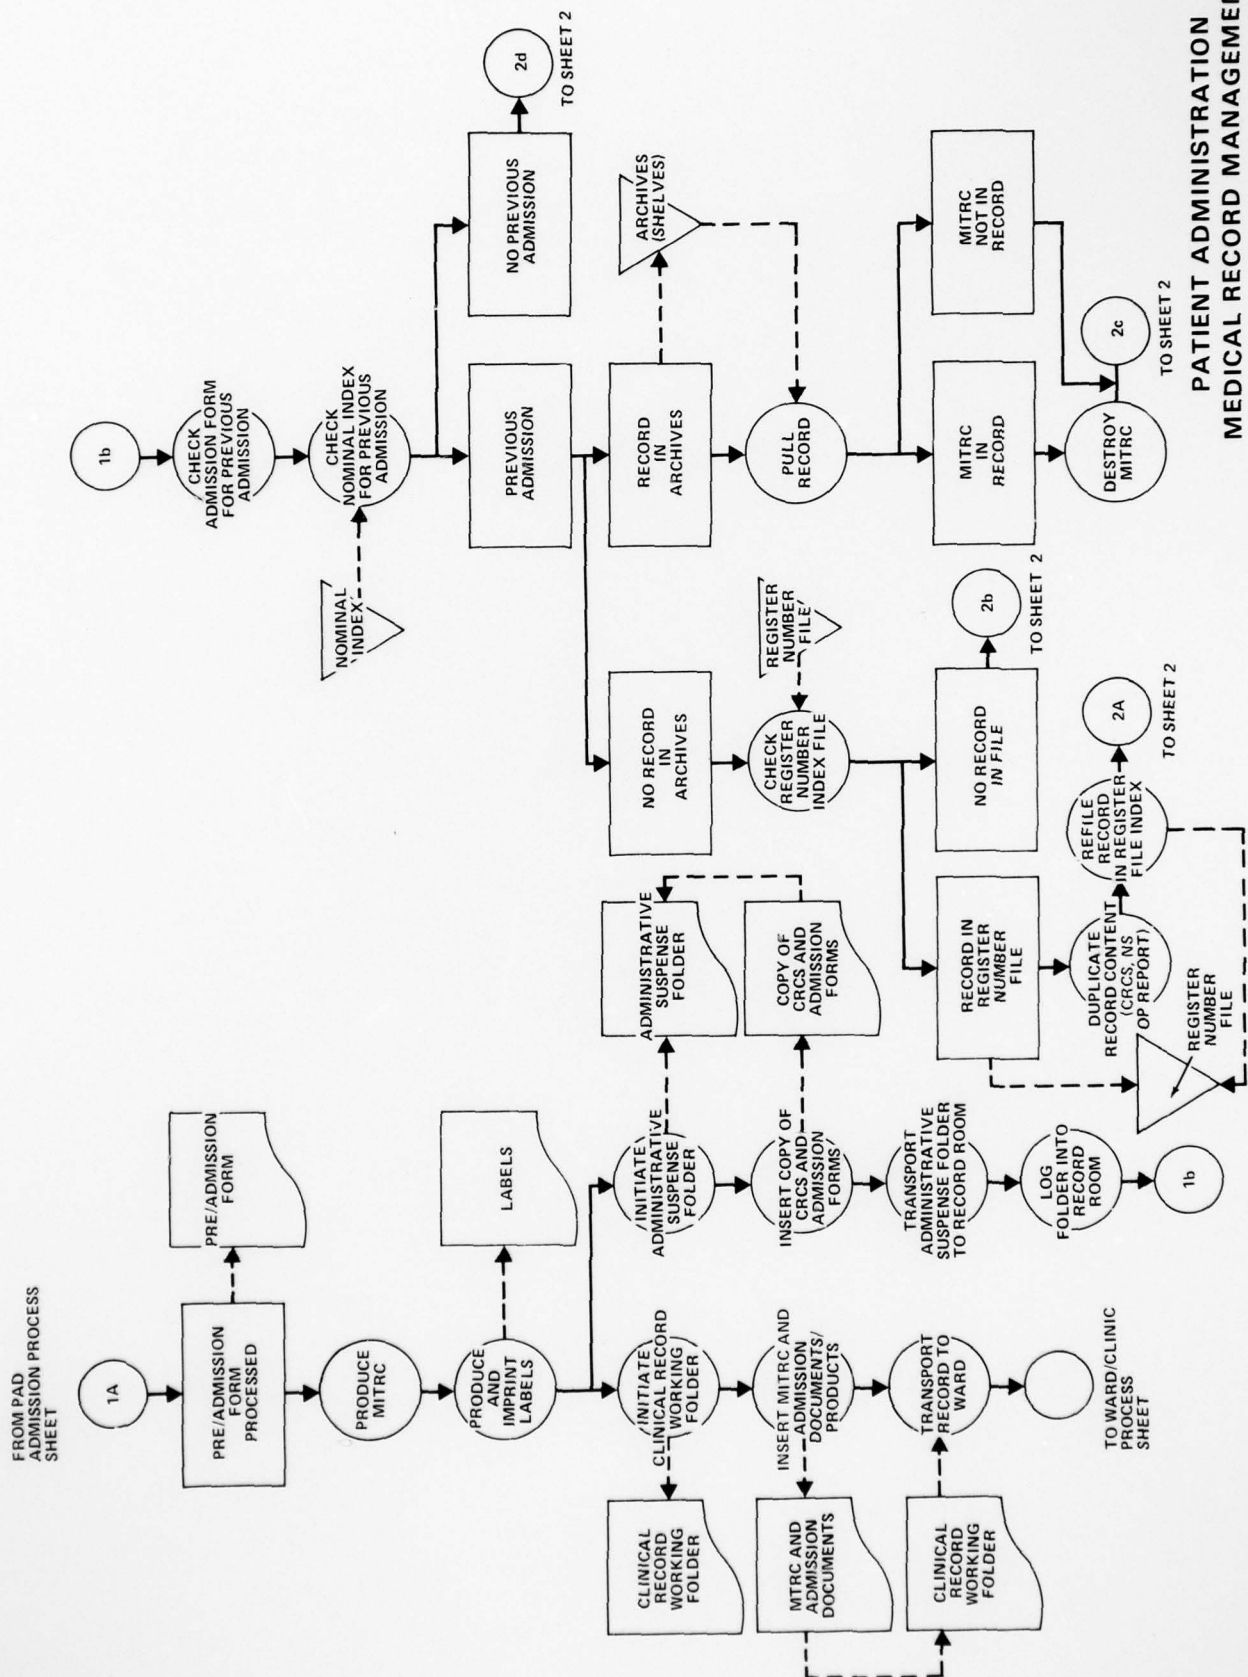 FROM PAD
ADMISSION PROCESS
SHEET
1A
PRE/ADMISSION
FORM
PROCESSED
PRE/ADMISSION
FORM
PRODUCE
MITRC
PRODUCE
AND
IMPRINT
LABELS
LABELS
INITIATE
CLINICAL RECORD
WORKING
FOLDER
CLINICAL
RECORD
WORKING
FOLDER
INSERT MITRC AND
ADMISSION
DOCUMENTS/
PRODUCTS
MTRC AND
ADMISSION
DOCUMENTS
TRANSPORT
RECORD TO
WARD
CLINICAL
RECORD
WORKING
FOLDER
TO WARD/CLINIC
PROCESS
SHEET
INITIATE
ADMINISTRATIVE
SUSPENSE
FOLDER
ADMINISTRATIVE
SUSPENSE
FOLDER
INSERT COPY OF
CRCS AND
ADMISSION
FORMS
COPY OF
CRCS AND
ADMISSION
FORMS
TRANSPORT
ADMINISTRATIVE
SUSPENSE FOLDER
TO RECORD ROOM
LOG
FOLDER INTO
RECORD
ROOM
1b
1b
CHECK
ADMISSION FORM
FOR PREVIOUS
ADMISSION
NOMINAL
INDEX
CHECK
NOMINAL INDEX
FOR PREVIOUS
ADMISSION
PREVIOUS
ADMISSION
NO PREVIOUS
ADMISSION
2d
TO SHEET 2
NO RECORD
IN
ARCHIVES
RECORD
IN
ARCHIVES
ARCHIVES
(SHELVES)
CHECK
REGISTER
NUMBER
INDEX FILE
REGISTER
NUMBER
FILE
PULL
RECORD
RECORD IN
REGISTER
NUMBER
FILE
NO RECORD
IN FILE
2b
TO SHEET 2
MITRC
IN
RECORD
MITRC
NOT IN
RECORD
DUPLICATE
RECORD CONTENT
(CRCS, NS
OP REPORT)
REFILE
RECORD
IN REGISTER
FILE INDEX
2A
TO SHEET 2
REGISTER
NUMBER
FILE
DESTROY
MITRC
2c
TO SHEET 2
PATIENT ADMINISTRATION
MEDICAL RECORD MANAGEME